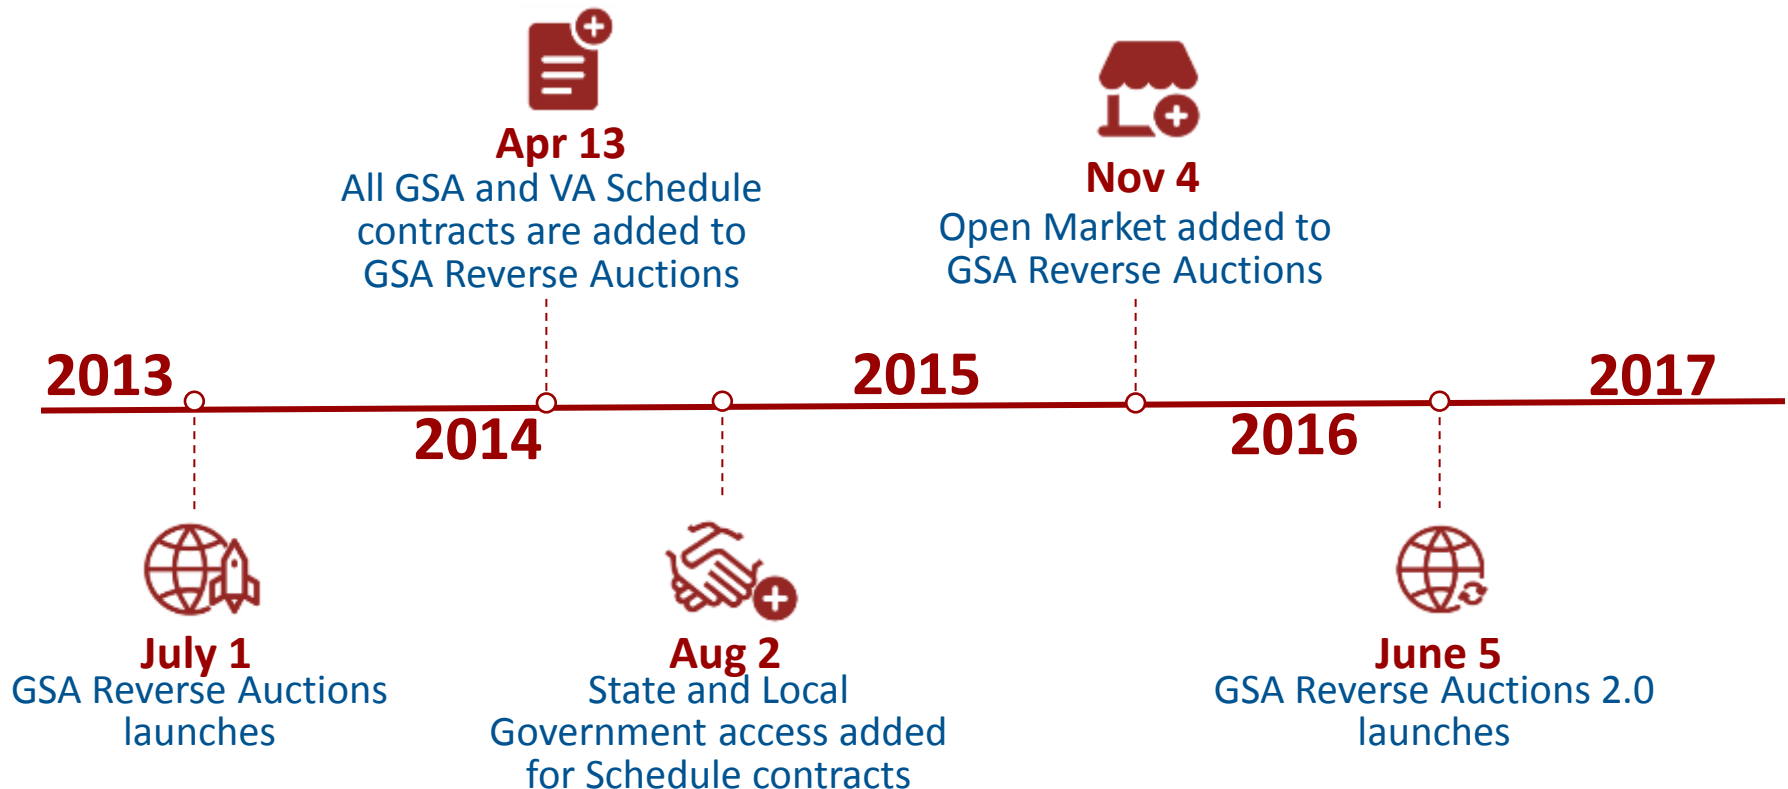 Apr 13
All GSA and VA Schedule
contracts are added to
GSA Reverse Auctions
Nov 4
Open Market added to
GSA Reverse Auctions
2013
2014
2015
2016
2017
July 1
GSA Reverse Auctions
launches
Aug 2
State and Local
Government access added
for Schedule contracts
June 5
GSA Reverse Auctions 2.0
launches